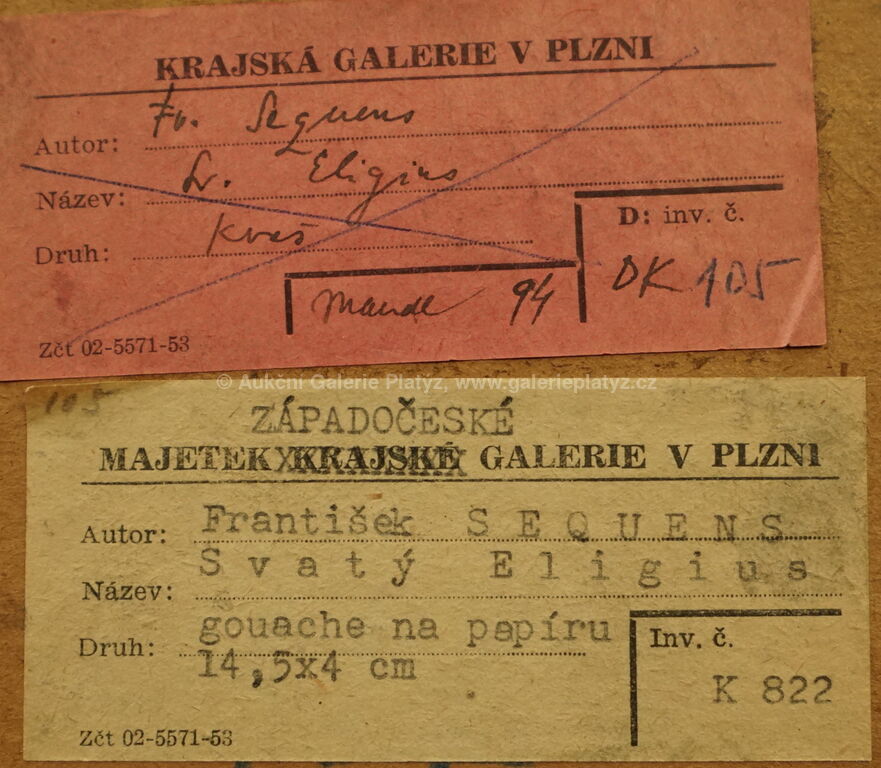 KRAJSKÁ GALERIE V PLZNI
Autor: Fr. Sequens
Název: Sv. Eligius
Druh: Kvaš
D: inv. č.
DK 105
94
Zčt 02-5571-53
© Aukční Galerie Platýz, www.galerieplatyz.cz
105
ZÁPADOČESKÉ
MAJETEK KRAJSKÉ GALERIE V PLZNI
Autor: František SEQUENS
Název: Svatý Eligius
Druh: gouache na papíru
14,5x4 cm
Inv. č.
K 822
Zčt 02-5571-53